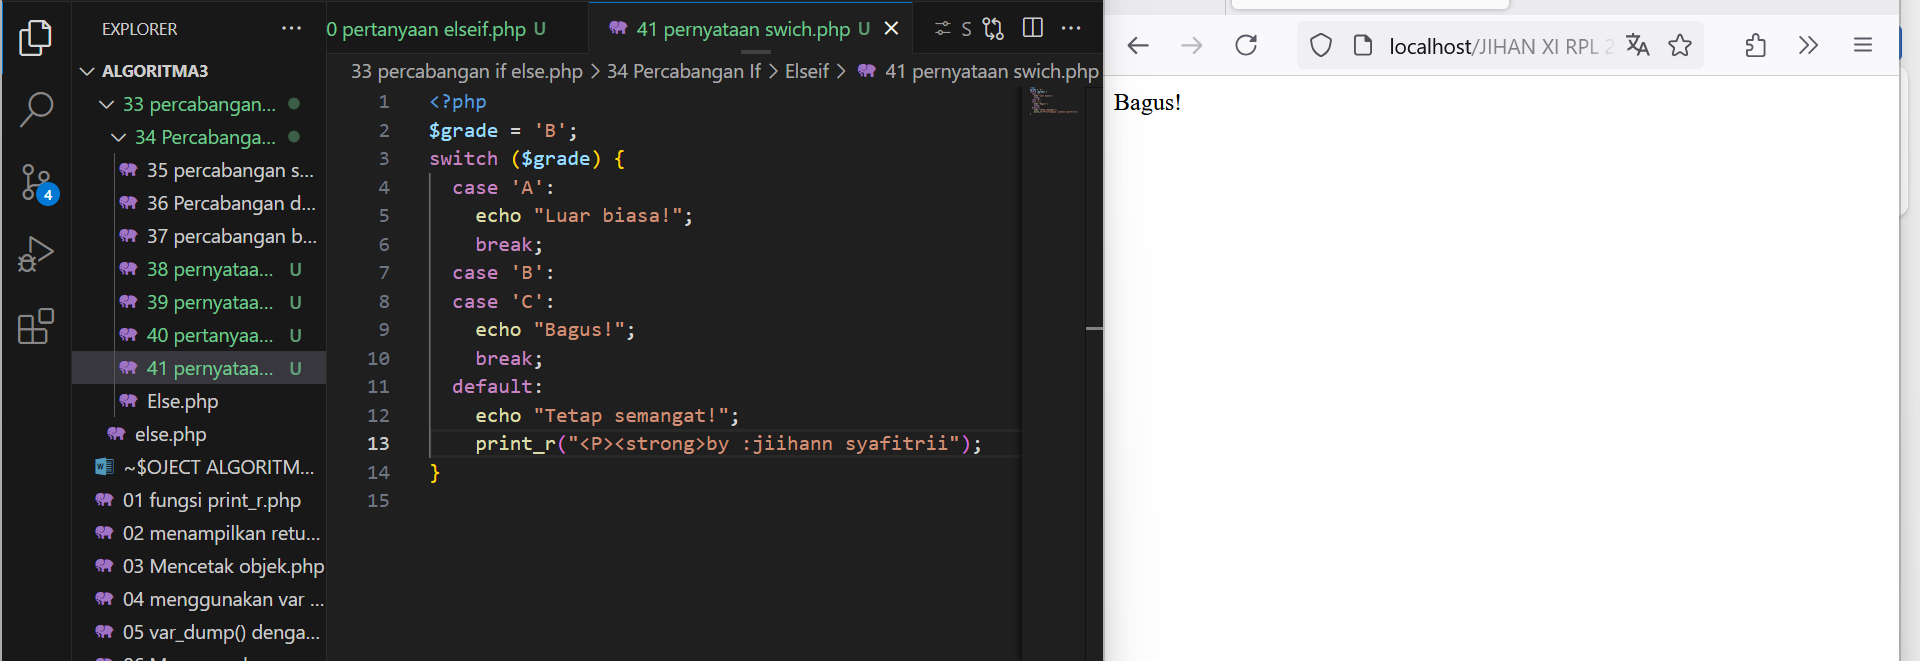 EXPLORER ...
ALGORITMA3
33 percabangan...
34 Percabanga...
35 percabangan s...
36 Percabangan d...
37 percabangan b...
38 pernyataa... U
39 pernyataa... U
40 pertanyaa... U
41 pernyataa... U
Else.php
else.php
~$OJECT ALGORITM...
01 fungsi print_r.php
02 menampilkan retu...
03 Mencetak objek.php
04 menggunakan var ...
05 var_dump() denga...
4
0 pertanyaan elseif.php U
41 pernyataan swich.php U
S
33 percabangan if else.php > 34 Percabangan If > Elseif > 41 pernyataan swich.php
1 <?php
2 $grade = 'B';
3 switch ($grade) {
4 case 'A':
5 echo "Luar biasa!";
6 break;
7 case 'B':
8 case 'C':
9 echo "Bagus!";
10 break;
11 default:
12 echo "Tetap semangat!";
13 print_r("<P><strong>by :jiihann syafitrii");
14 }
15
localhost/JIHAN XI RPL 2
Bagus!